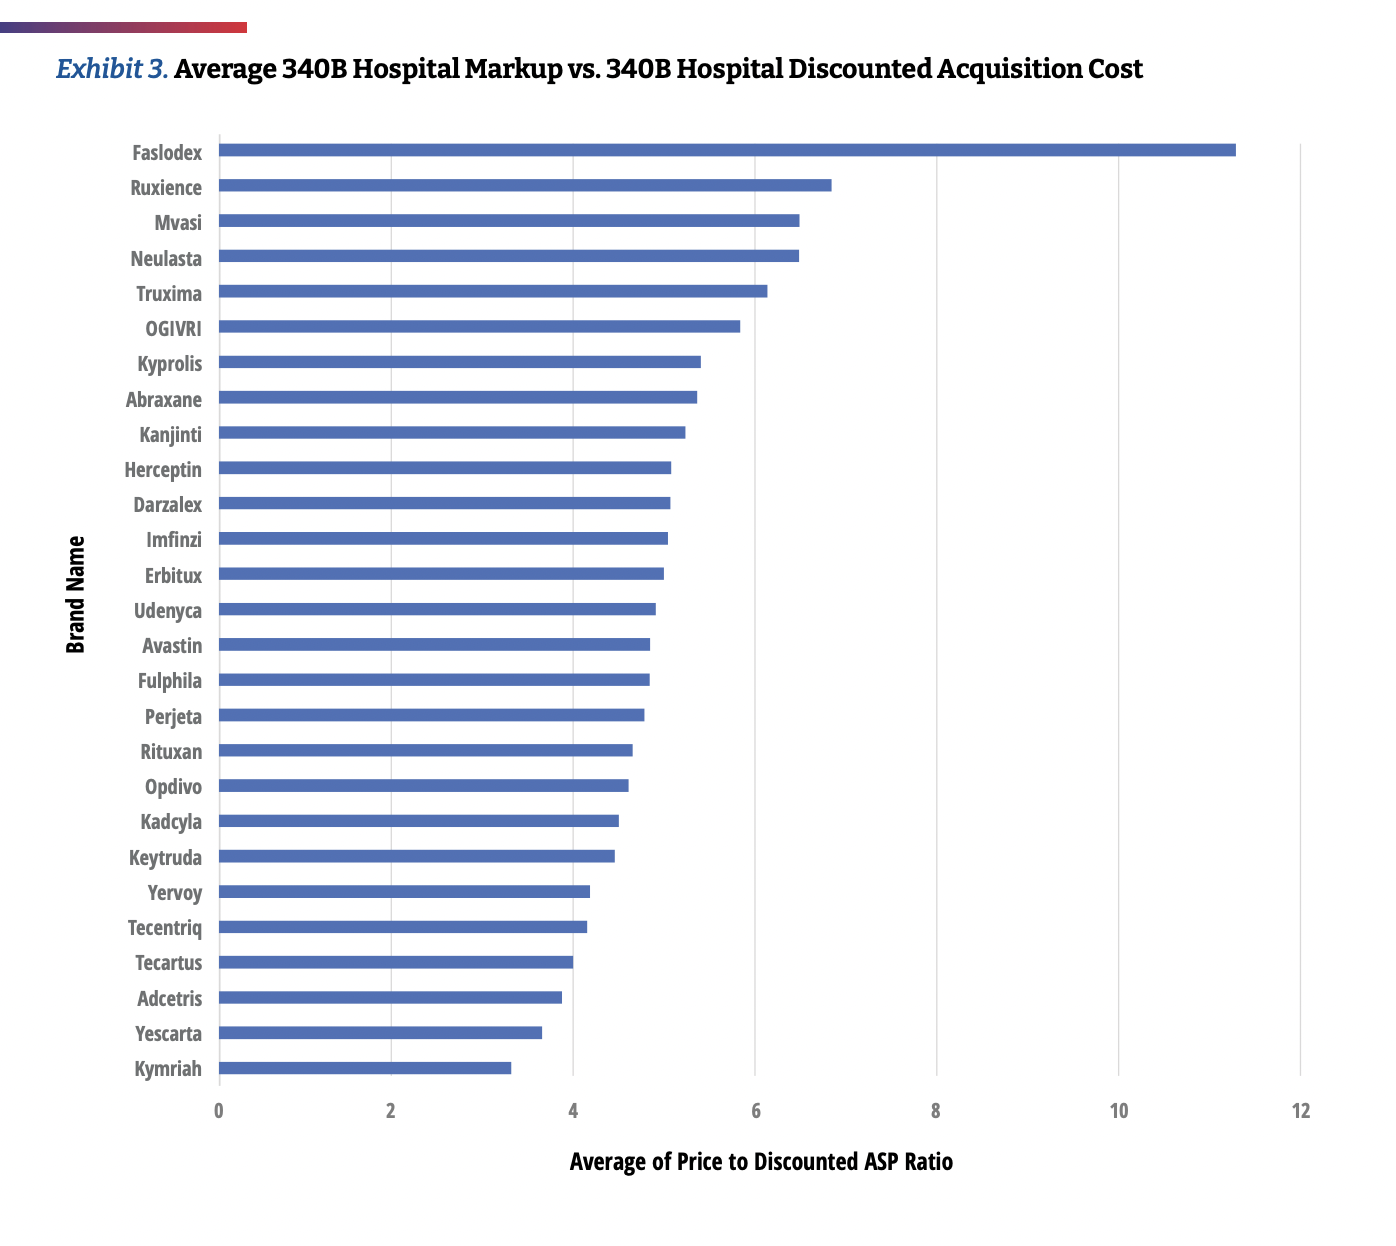 Exhibit 3. Average 340B Hospital Markup vs. 340B Hospital Discounted Acquisition Cost
Faslodex
Ruxience
Mvasi
Neulasta
Truxima
OGIVRI
Kyprolis
Abraxane
Kanjinti
Herceptin
Darzalex
Imfinzi
Erbitux
Udenyca
Avastin
Fulphila
Perjeta
Rituxan
Opdivo
Kadcyla
Keytruda
Yervoy
Tecentriq
Tecartus
Adcetris
Yescarta
Kymriah
Brand Name
0 2 4 6 8 10 12
Average of Price to Discounted ASP Ratio